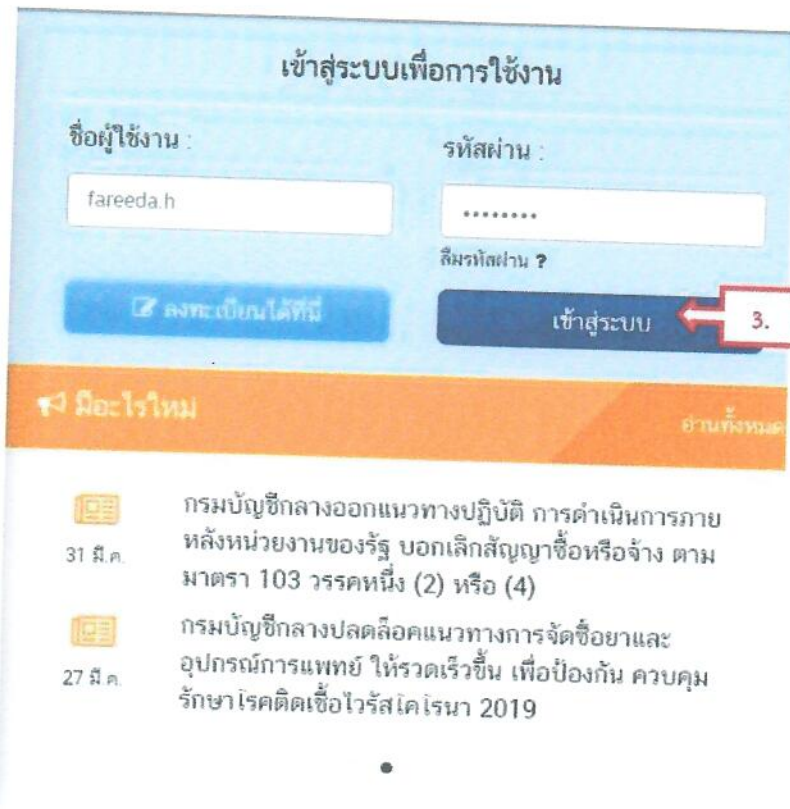 เข้าสู่ระบบเพื่อการใช้งาน
ชื่อผู้ใช้งาน :
รหัสผ่าน :
fareeda.h
........
ลืมรหัสผ่าน ?
ลงทะเบียนได้ที่นี่
เข้าสู่ระบบ
3.
มีอะไรใหม่
อ่านทั้งหมด
กรมบัญชีกลางออกแนวทางปฏิบัติ การดำเนินการภาย
31 มี.ค.
หลังหน่วยงานของรัฐ บอกเลิกสัญญาซื้อหรือจ้าง ตาม
มาตรา 103 วรรคหนึ่ง (2) หรือ (4)
กรมบัญชีกลางปลดล็อคแนวทางการจัดซื้อยาและ
27 มี.ค.
อุปกรณ์การแพทย์ ให้รวดเร็วขึ้น เพื่อป้องกัน ควบคุม
รักษาโรคติดเชื้อไวรัสโคโรนา 2019